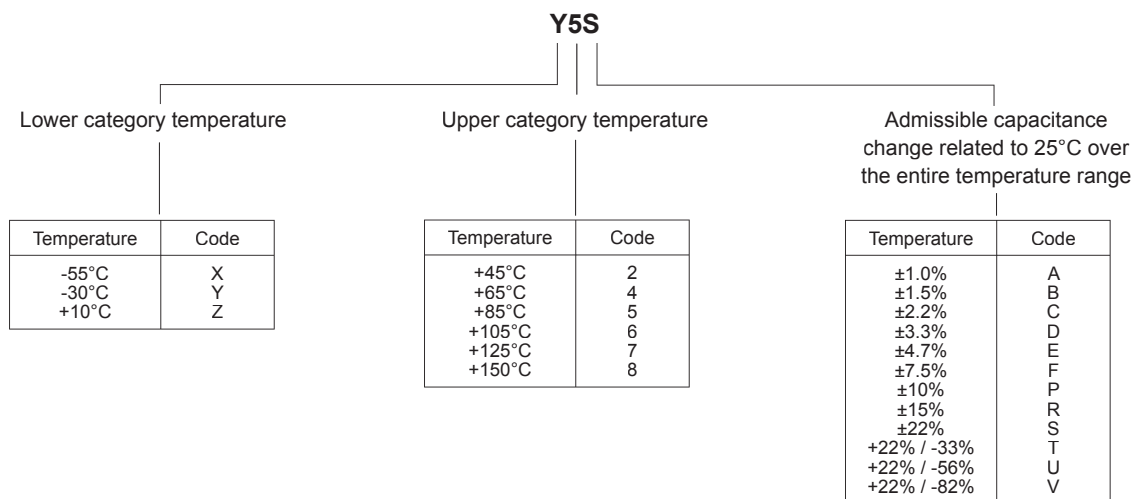 Y5S
Lower category temperature
Temperature Code
-55°C X
-30°C Y
+10°C Z
Upper category temperature
Temperature Code
+45°C 2
+65°C 4
+85°C 5
+105°C 6
+125°C 7
+150°C 8
Admissible capacitance
change related to 25°C over
the entire temperature range
Temperature Code
±1.0% A
±1.5% B
±2.2% C
±3.3% D
±4.7% E
±7.5% F
±10% P
±15% R
±22% S
+22% / -33% T
+22% / -56% U
+22% / -82% V